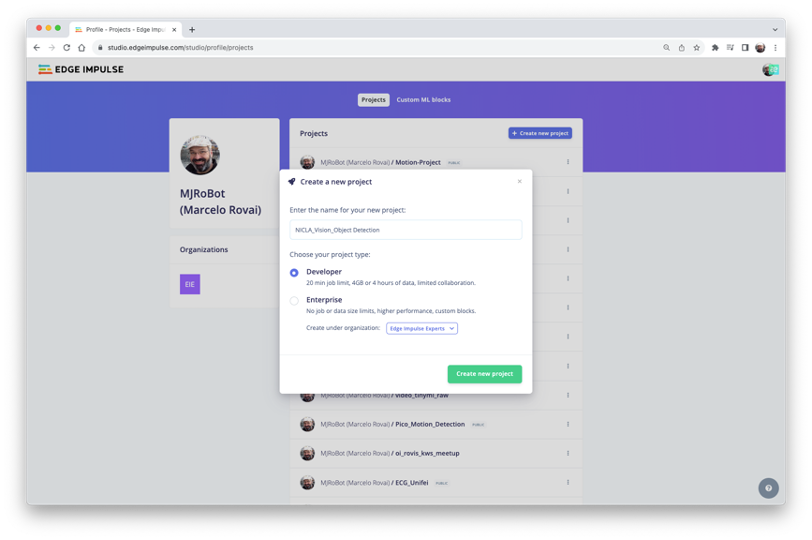 Profile - Projects - Edge Impu
studio.edgeimpulse.com/studio/profile/projects
EDGE IMPULSE
Projects
Custom ML blocks
MJRoBot
(Marcelo Rovai)
Organizations
EIE
Projects
+ Create new project
MJRoBot (Marcelo Rovai) / Motion-Project PUBLIC
Create a new project
Enter the name for your new project:
NICLA_Vision_Object Detection
Choose your project type:
Developer
20 min job limit, 4GB or 4 hours of data, limited collaboration.
Enterprise
No job or data size limits, higher performance, custom blocks.
Create under organization: Edge Impulse Experts
Create new project
MJRoBot (Marcelo Rovai) / video_tinyml_raw
MJRoBot (Marcelo Rovai) / Pico_Motion_Detection PUBLIC
MJRoBot (Marcelo Rovai) / oi_rovis_kws_meetup
MJRoBot (Marcelo Rovai) / ECG_Unifei PUBLIC